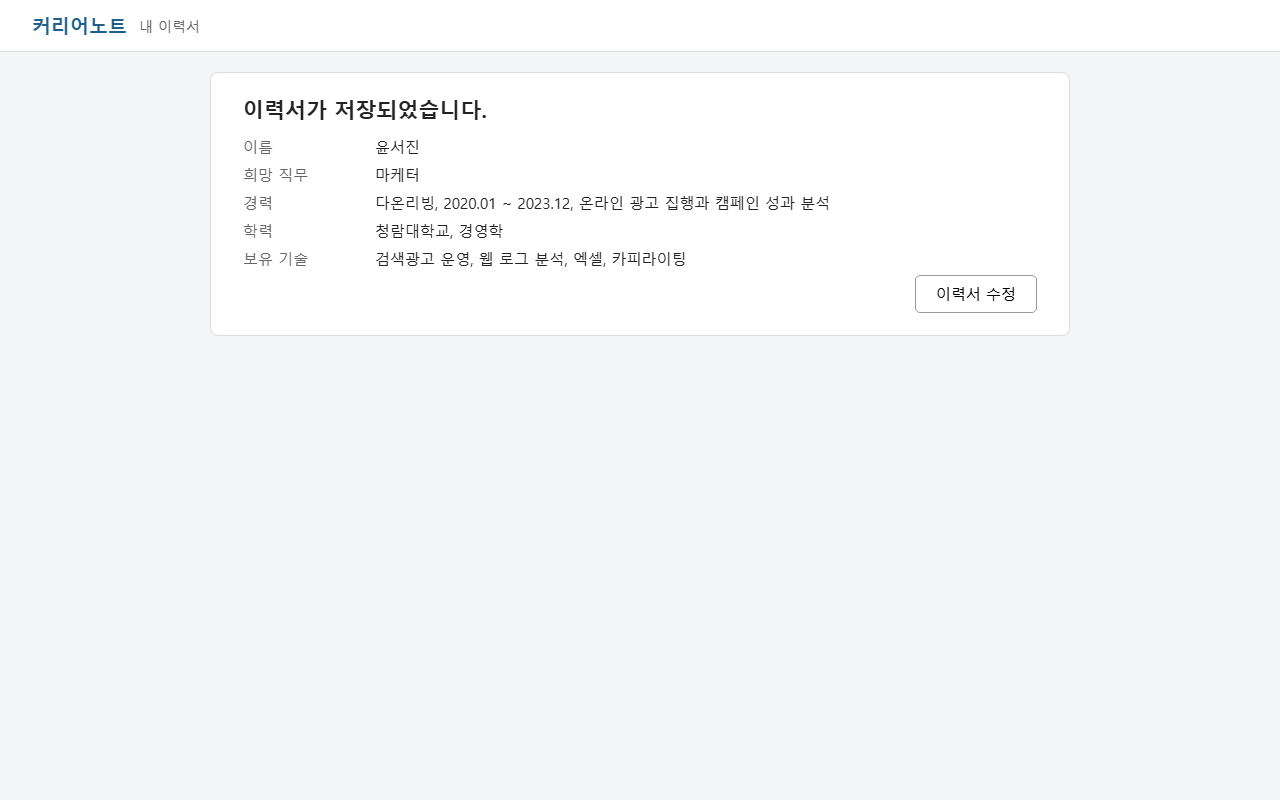 커리어노트 내 이력서
이력서가 저장되었습니다.
이름 윤서진
희망 직무 마케터
경력 다온리빙, 2020.01 ~ 2023.12, 온라인 광고 집행과 캠페인 성과 분석
학력 청람대학교, 경영학
보유 기술 검색광고 운영, 웹 로그 분석, 엑셀, 카피라이팅
이력서 수정